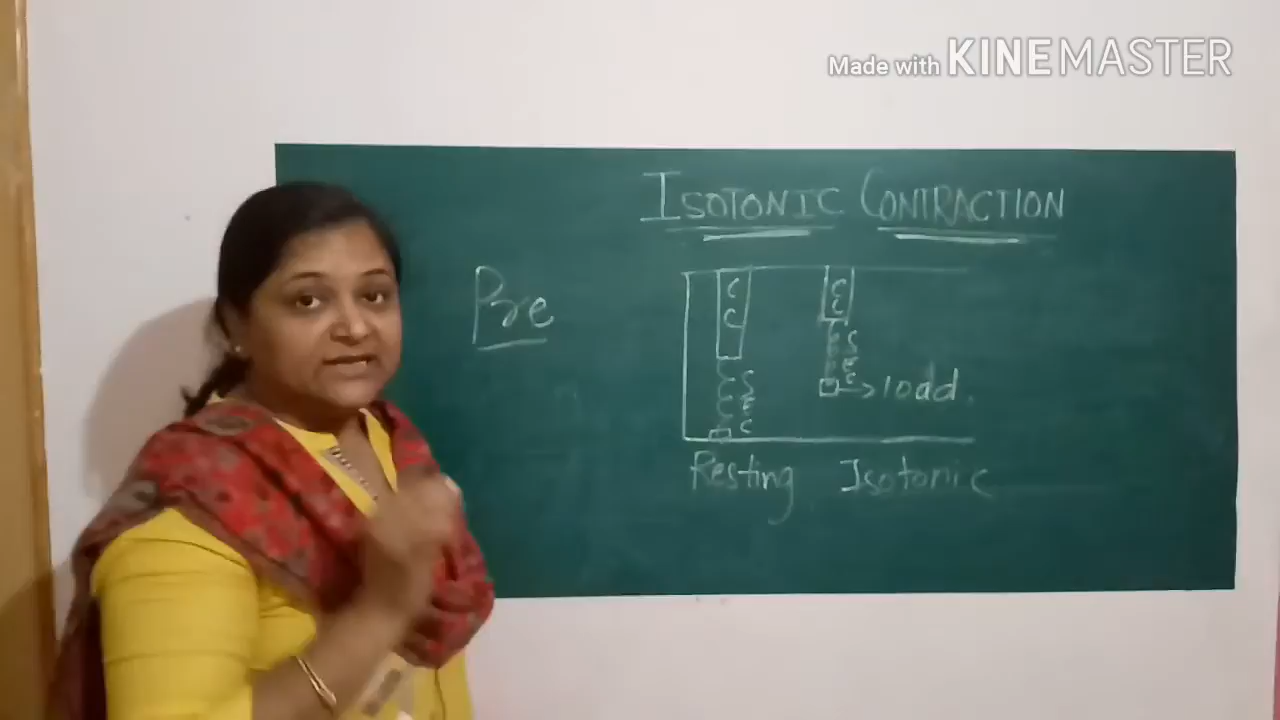 Made with KINEMASTER
ISOTONIC CONTRACTION
Pre
C C
C E
C S
S
E E
E E
C C
load.
Resting Isotonic